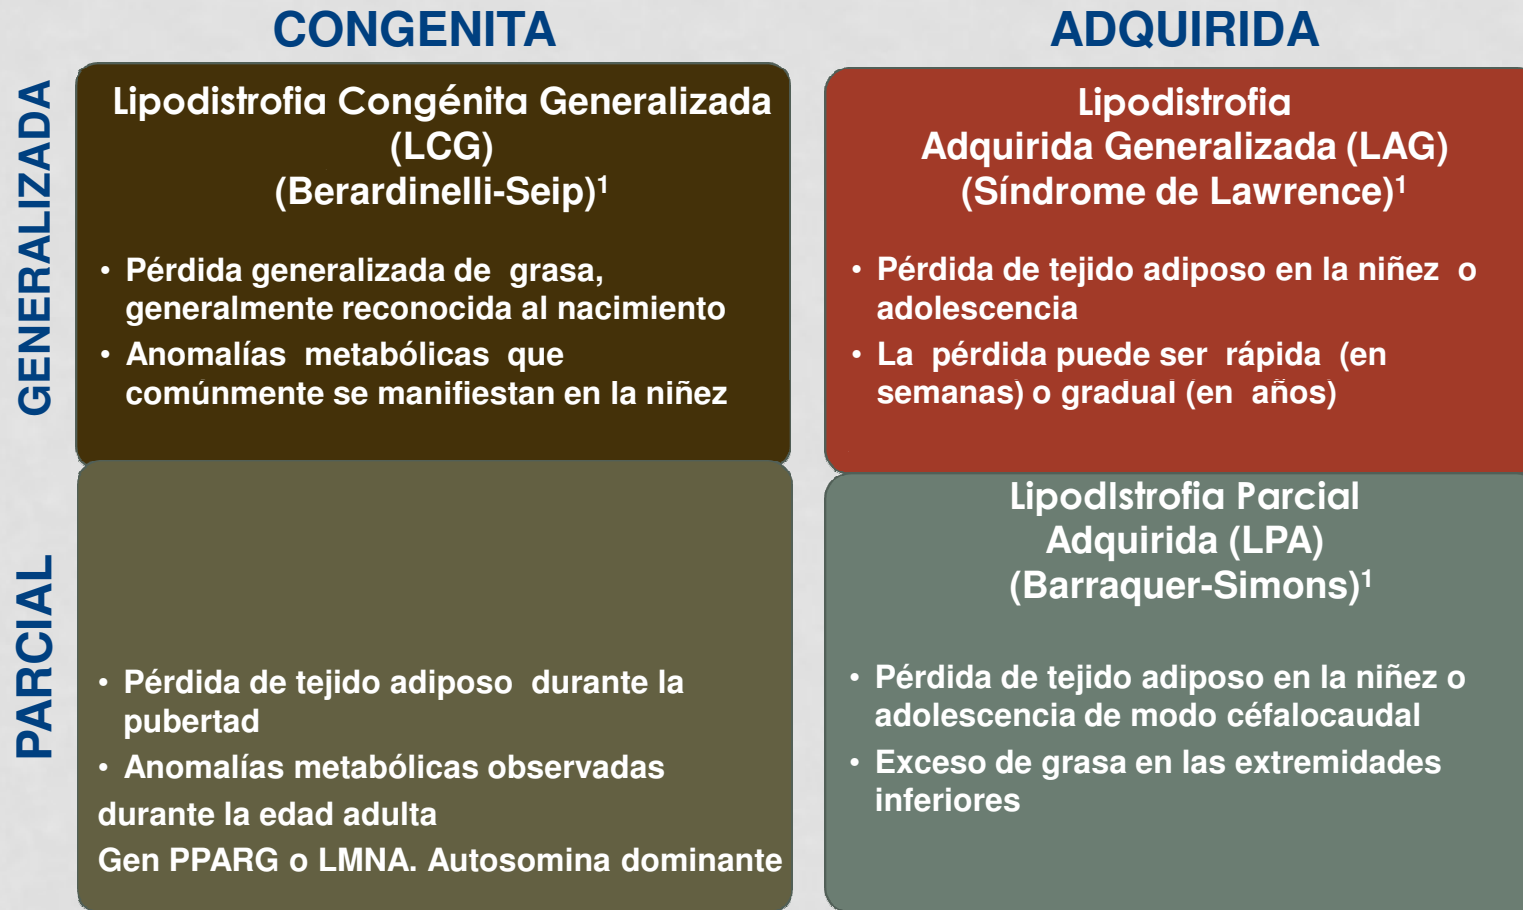 CONGENITA
ADQUIRIDA
GENERALIZADA
Lipodistrofia Congénita Generalizada
(LCG)
(Berardinelli-Seip)¹
• Pérdida generalizada de grasa,
generalmente reconocida al nacimiento
• Anomalías metabólicas que
comúnmente se manifiestan en la niñez
Lipodistrofia
Adquirida Generalizada (LAG)
(Síndrome de Lawrence)¹
• Pérdida de tejido adiposo en la niñez o
adolescencia
• La pérdida puede ser rápida (en
semanas) o gradual (en años)
PARCIAL
• Pérdida de tejido adiposo durante la
pubertad
• Anomalías metabólicas observadas
durante la edad adulta
Gen PPARG o LMNA. Autosomina dominante
LipodIstrofia Parcial
Adquirida (LPA)
(Barraquer-Simons)¹
• Pérdida de tejido adiposo en la niñez o
adolescencia de modo céfalocaudal
• Exceso de grasa en las extremidades
inferiores